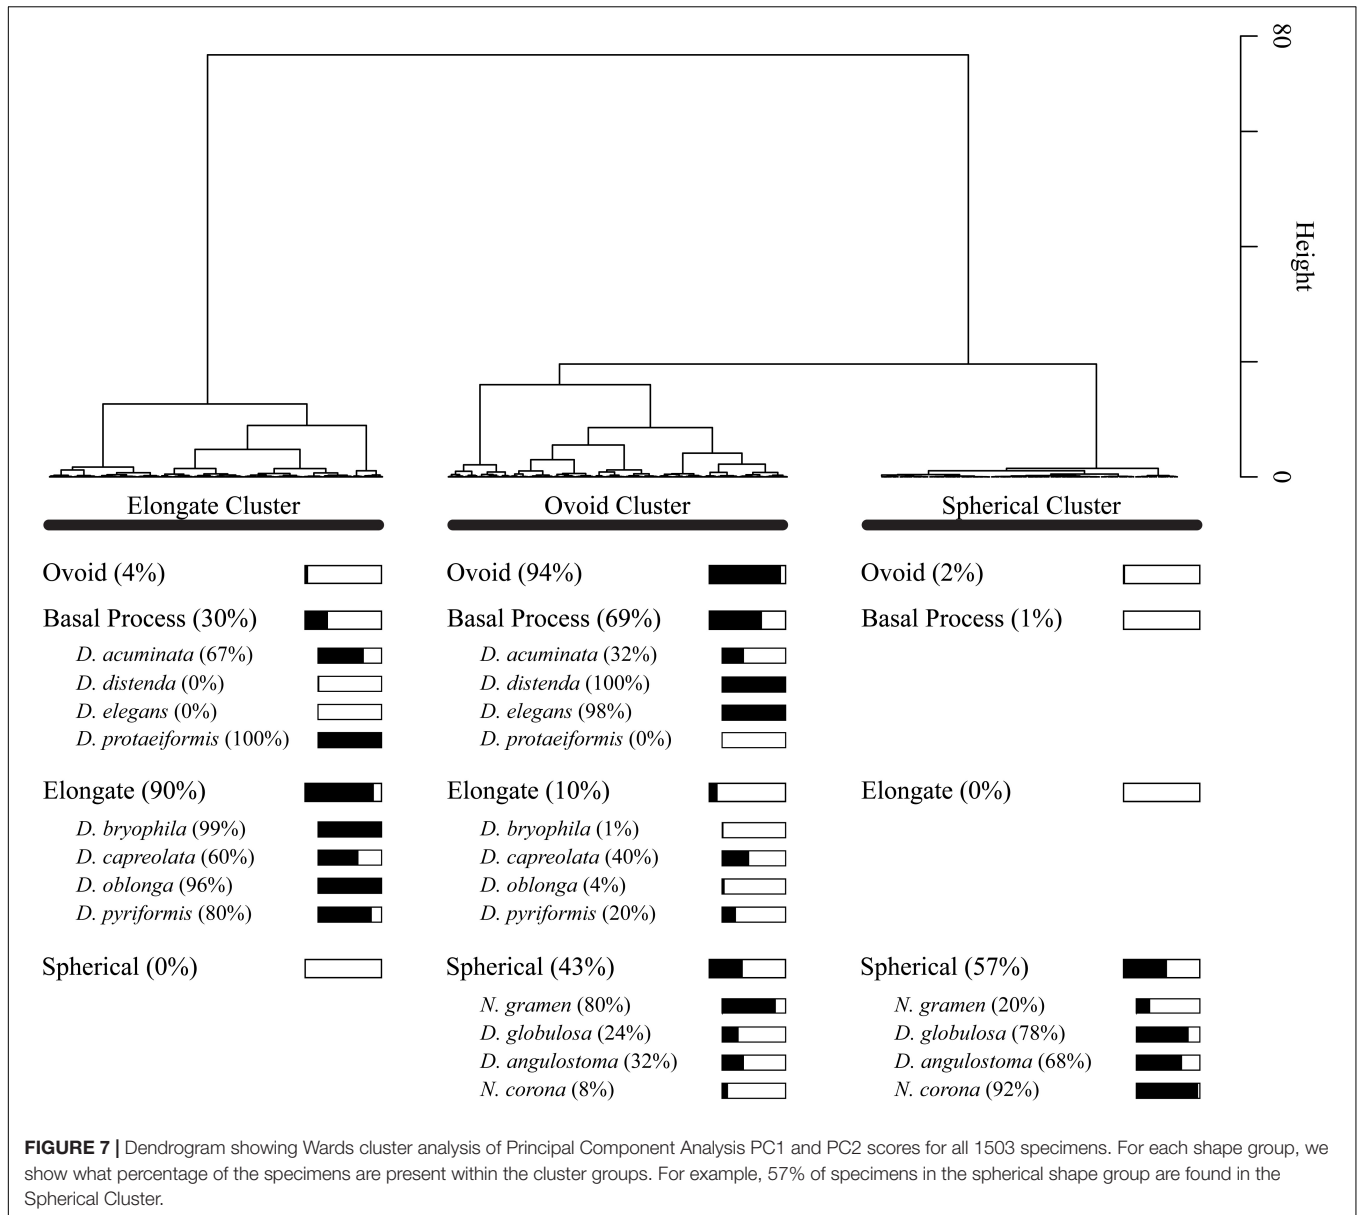 80
Height
0
Elongate Cluster
Ovoid (4%)
Basal Process (30%)
D. acuminata (67%)
D. distenda (0%)
D. elegans (0%)
D. protaeiformis (100%)
Elongate (90%)
D. bryophila (99%)
D. capreolata (60%)
D. oblonga (96%)
D. pyriformis (80%)
Spherical (0%)
Ovoid Cluster
Ovoid (94%)
Basal Process (69%)
D. acuminata (32%)
D. distenda (100%)
D. elegans (98%)
D. protaeiformis (0%)
Elongate (10%)
D. bryophila (1%)
D. capreolata (40%)
D. oblonga (4%)
D. pyriformis (20%)
Spherical (43%)
N. gramen (80%)
D. globulosa (24%)
D. angulostoma (32%)
N. corona (8%)
Spherical Cluster
Ovoid (2%)
Basal Process (1%)
Elongate (0%)
Spherical (57%)
N. gramen (20%)
D. globulosa (78%)
D. angulostoma (68%)
N. corona (92%)
FIGURE 7 | Dendrogram showing Wards cluster analysis of Principal Component Analysis PC1 and PC2 scores for all 1503 specimens. For each shape group, we
show what percentage of the specimens are present within the cluster groups. For example, 57% of specimens in the spherical shape group are found in the
Spherical Cluster.